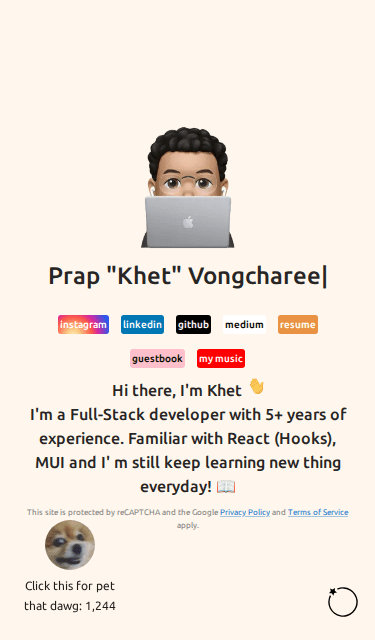 Prap "Khet" Vongcharee|
instagram linkedin github medium resume
guestbook my music
Hi there, I'm Khet 👋
I'm a Full-Stack developer with 5+ years of
experience. Familiar with React (Hooks),
MUI and I' m still keep learning new thing
everyday! 📖
This site is protected by reCAPTCHA and the Google Privacy Policy and Terms of Service
apply.
Click this for pet
that dawg: 1,244